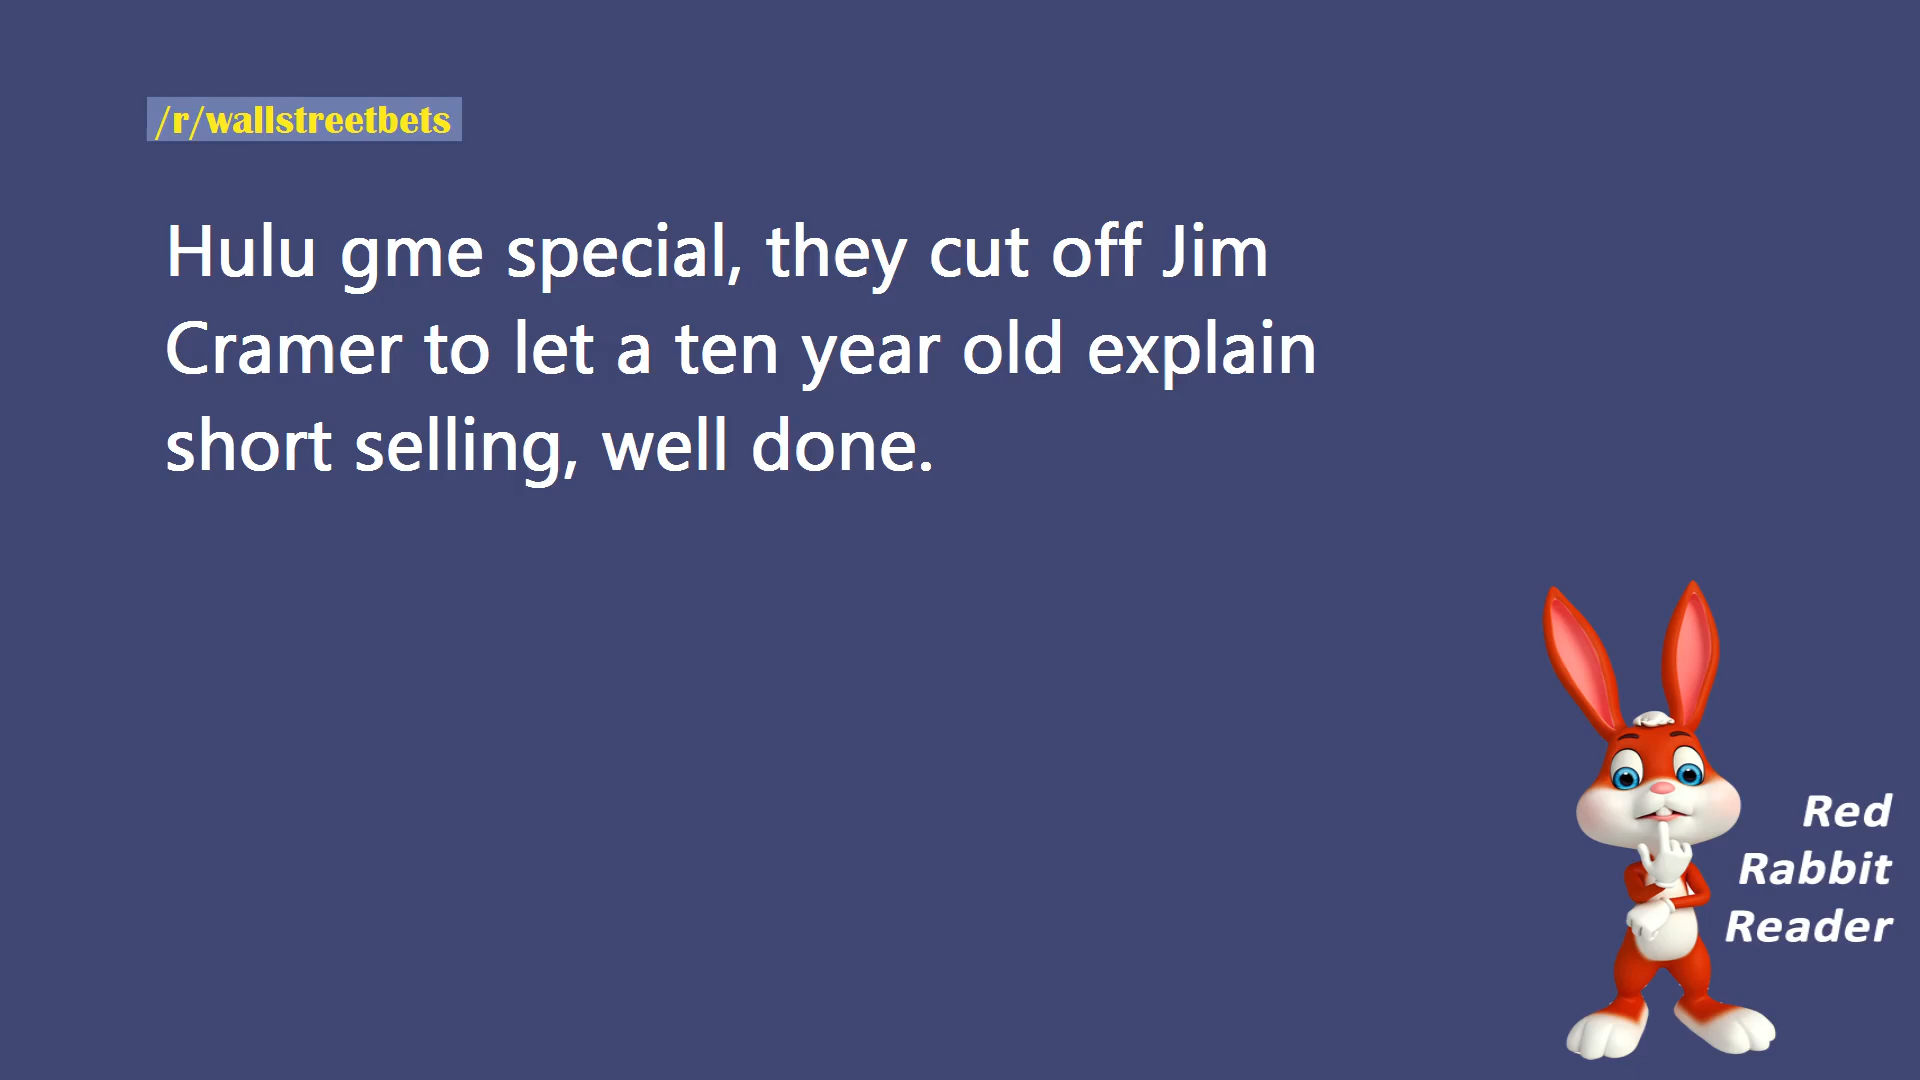 /r/wallstreetbets
Hulu gme special, they cut off Jim
Cramer to let a ten year old explain
short selling, well done.
Red
Rabbit
Reader